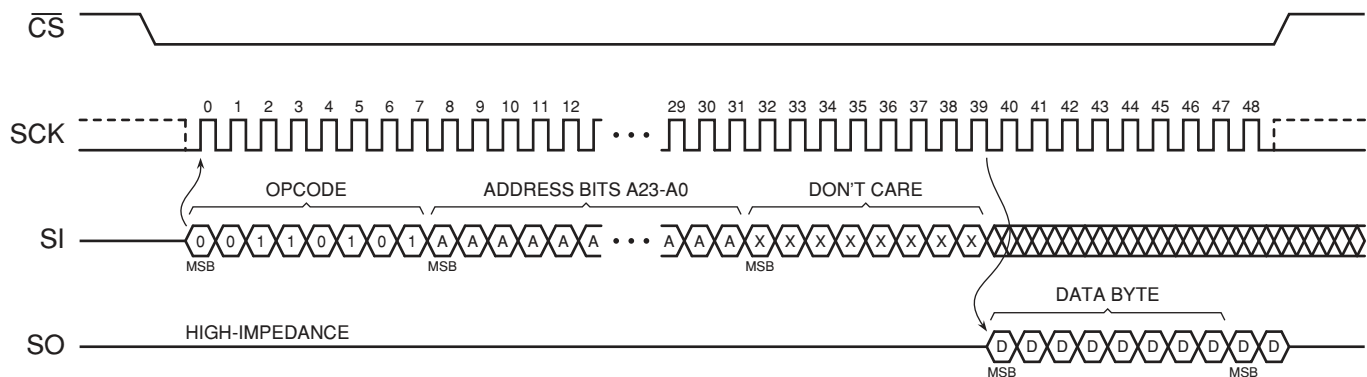 CS
0 1 2 3 4 5 6 7 8 9 10 11 12 29 30 31 32 33 34 35 36 37 38 39 40 41 42 43 44 45 46 47 48
SCK
OPCODE ADDRESS BITS A23-A0 DON'T CARE
SI 0 0 1 1 0 1 0 1 A A A A A A A A A X X X X X X X X
MSB MSB MSB
DATA BYTE
HIGH-IMPEDANCE
SO D D D D D D D D D D
MSB MSB